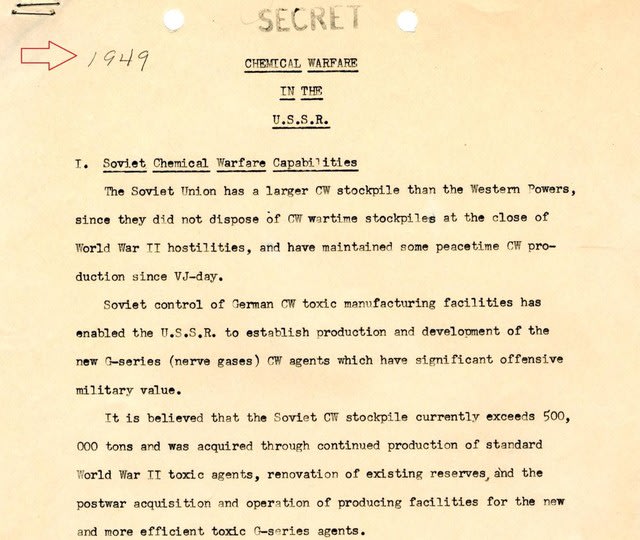 SECRET
1949
CHEMICAL WARFARE
IN THE
U.S.S.R.
I. Soviet Chemical Warfare Capabilities
The Soviet Union has a larger CW stockpile than the Western Powers,
since they did not dispose of CW wartime stockpiles at the close of
World War II hostilities, and have maintained some peacetime CW pro-
duction since VJ-day.
Soviet control of German CW toxic manufacturing facilities has
enabled the U.S.S.R. to establish production and development of the
new G-series (nerve gases) CW agents which have significant offensive
military value.
It is believed that the Soviet CW stockpile currently exceeds 500,
000 tons and was acquired through continued production of standard
World War II toxic agents, renovation of existing reserves, and the
postwar acquisition and operation of producing facilities for the new
and more efficient toxic G-series agents.